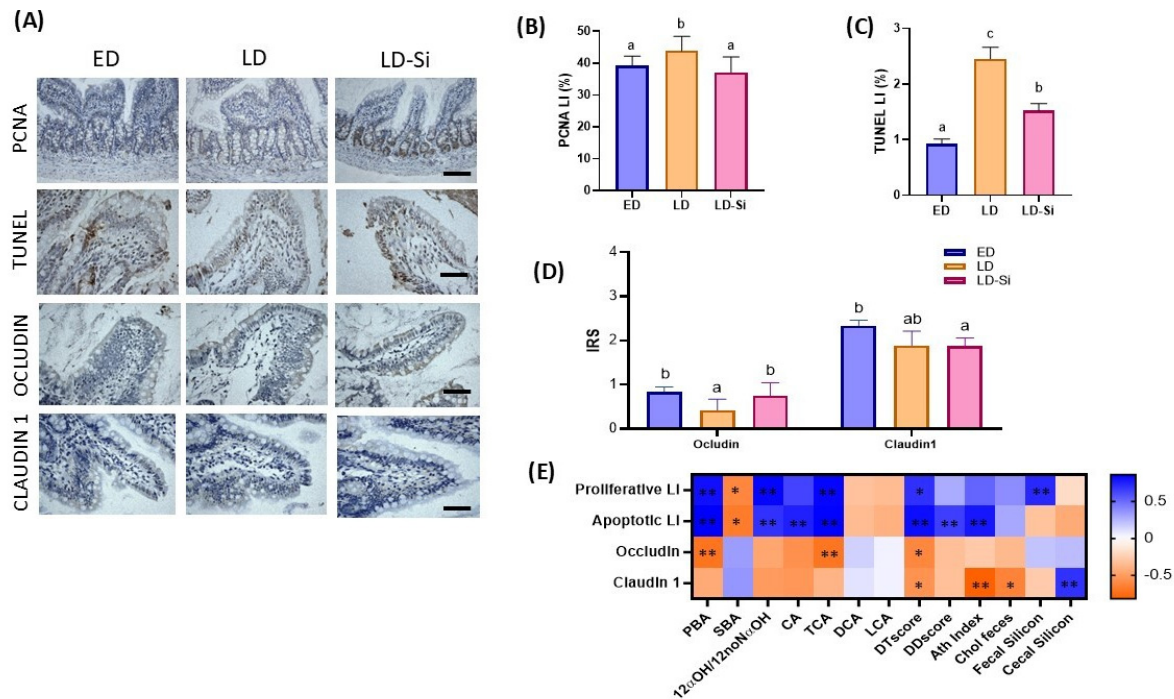 (A)
ED LD LD-Si
PCNA
TUNEL
OCLUDIN
CLAUDIN 1
(B)
PCNA LI (%)
50
40
30
20
10
0
a b a
ED LD LD-Si
(C)
TUNEL LI (%)
3
2
1
0
a c b
ED LD LD-Si
(D)
ED
LD
LD-Si
IRS
4
3
2
1
0
b a b b ab a
Ocludin Claudin1
(E)
Proliferative LI ** * ** ** * **
Apoptotic LI ** * ** ** ** ** ** **
Occludin ** ** *
Claudin 1 * ** * **
PBA SBA 12αOH/12noNαOH CA TCA DCA LCA DTscore DDscore Ath Index Chol feces Fecal Silicon Cecal Silicon
0.5
0
-0.5